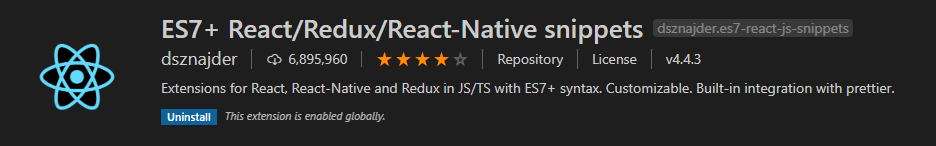 ES7+ React/Redux/React-Native snippets dsznajder.es7-react-js-snippets
dsznajder 6,895,960 Repository License v4.4.3
Extensions for React, React-Native and Redux in JS/TS with ES7+ syntax. Customizable. Built-in integration with prettier.
Uninstall This extension is enabled globally.